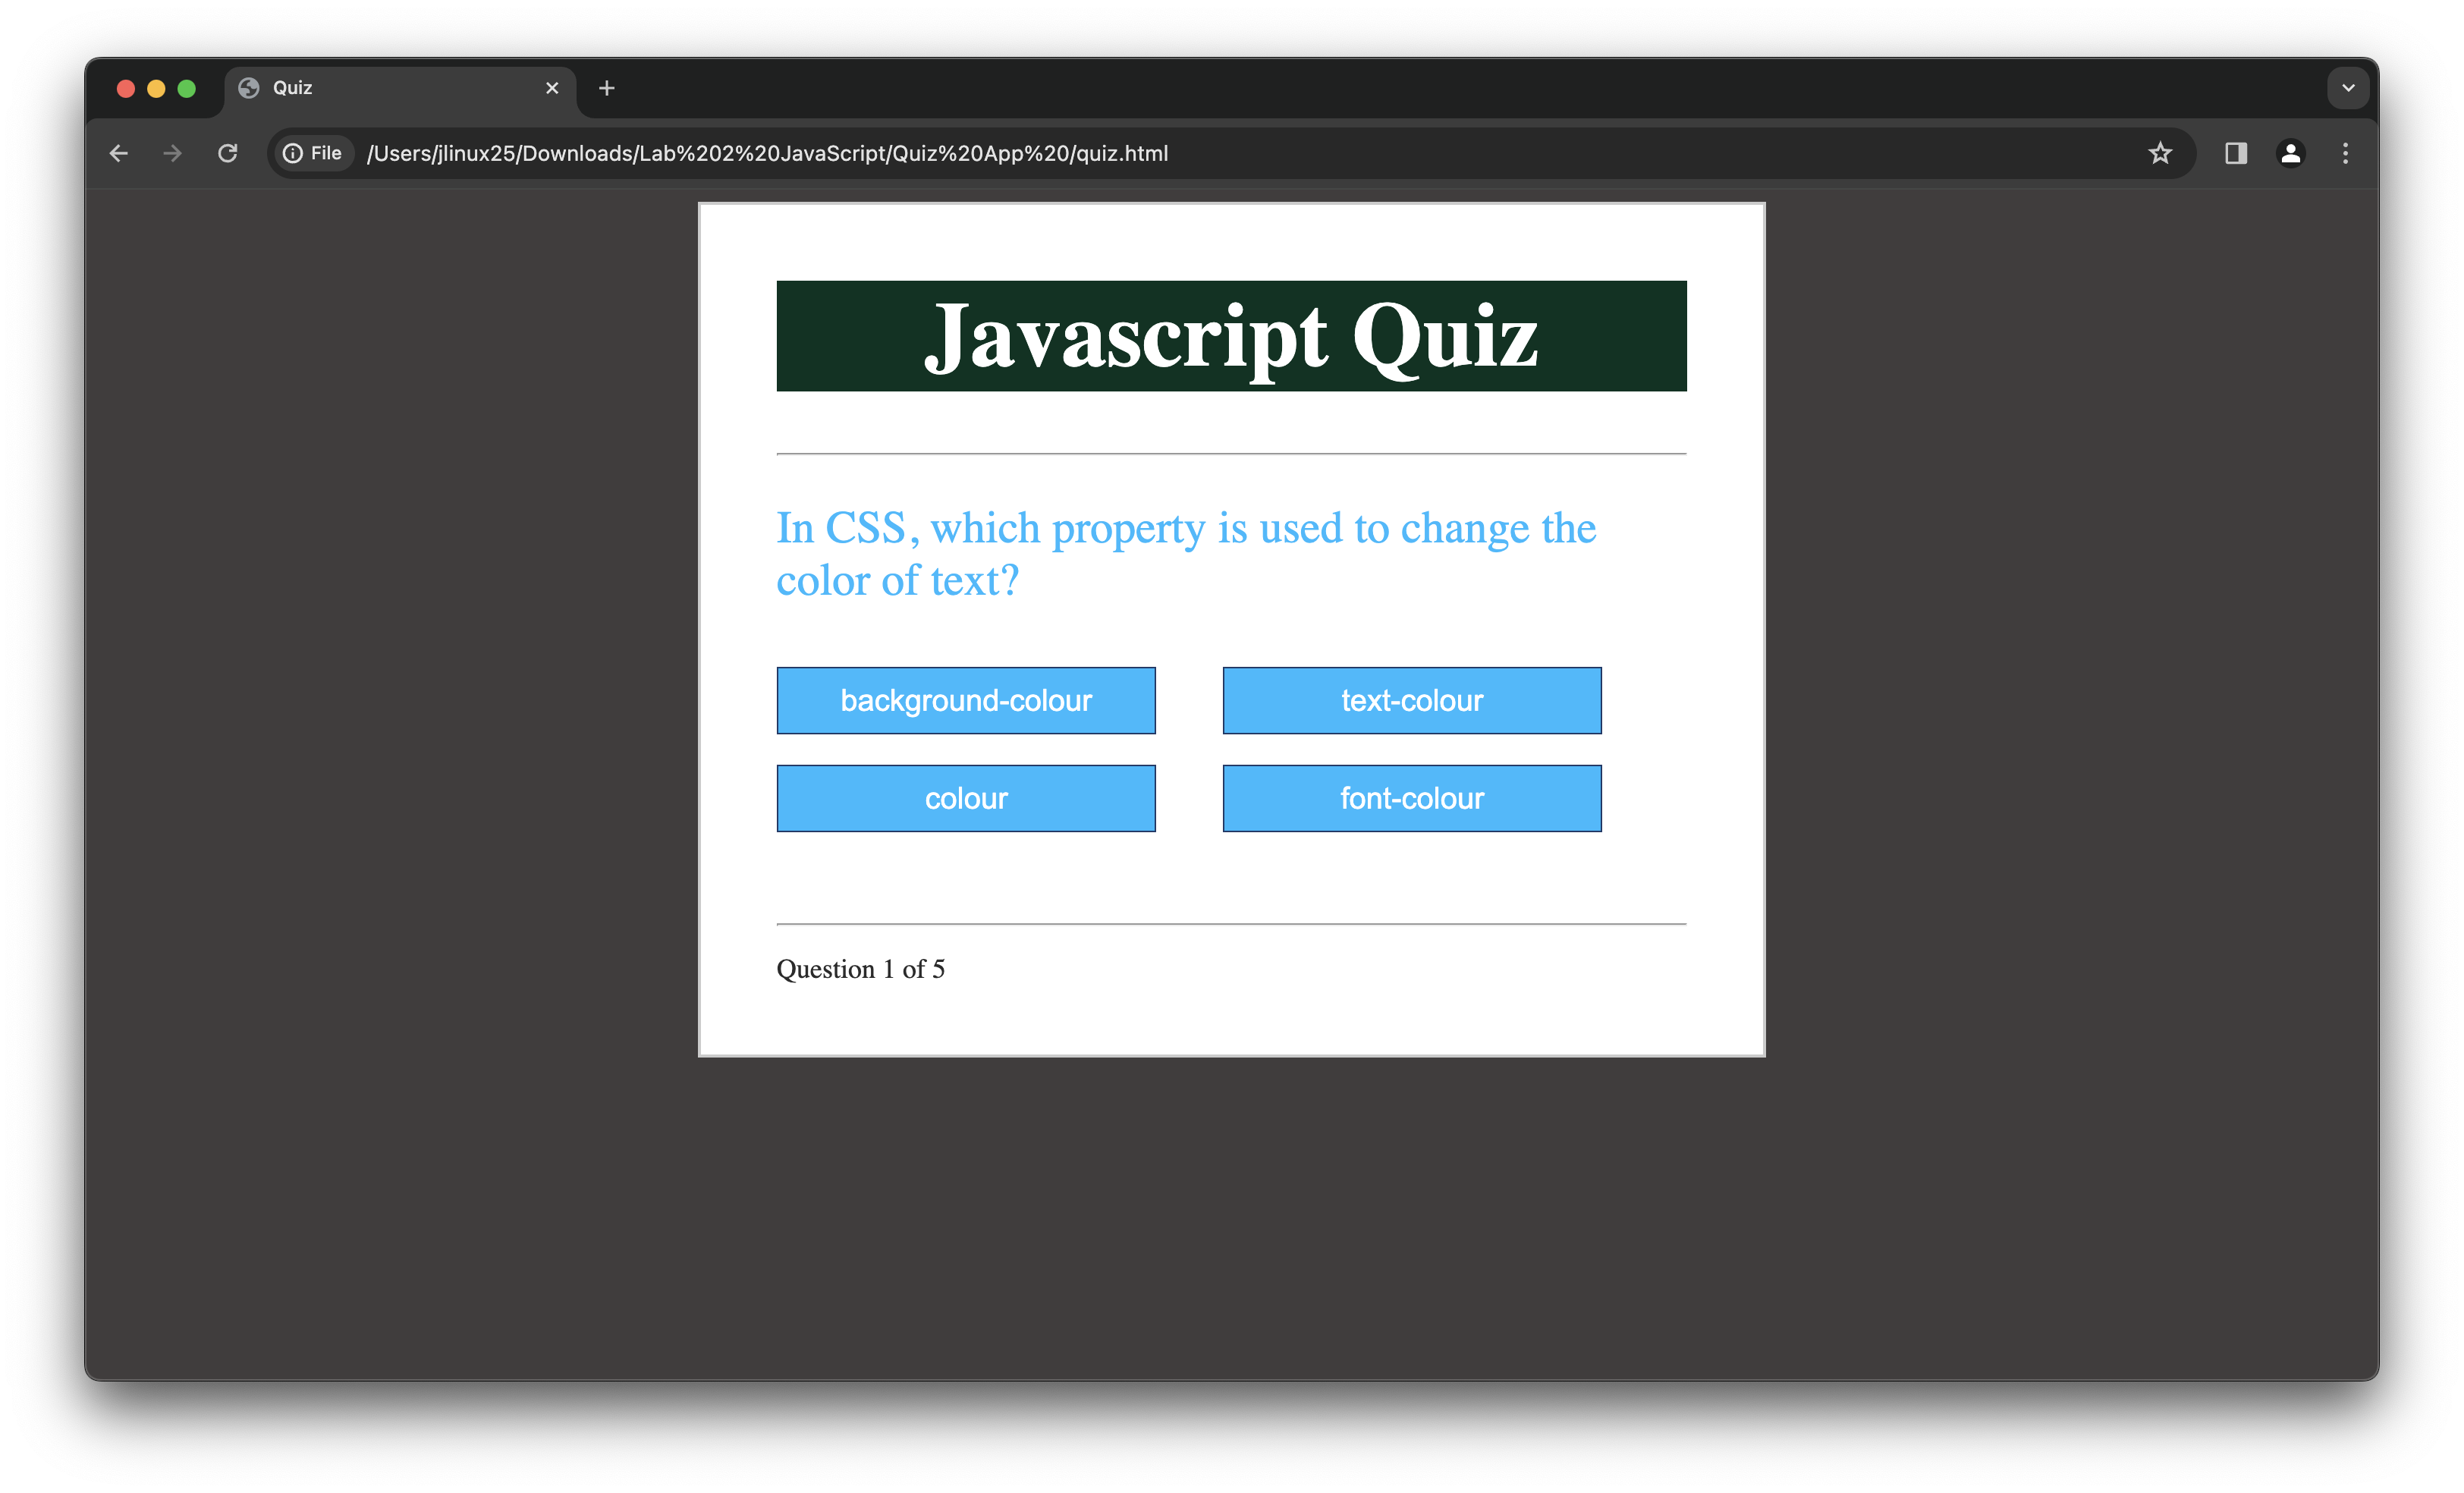 Quiz
File /Users/jlinux25/Downloads/Lab%202%20JavaScript/Quiz%20App%20/quiz.html
Javascript Quiz
In CSS, which property is used to change the
color of text?
background-colour text-colour
colour font-colour
Question 1 of 5